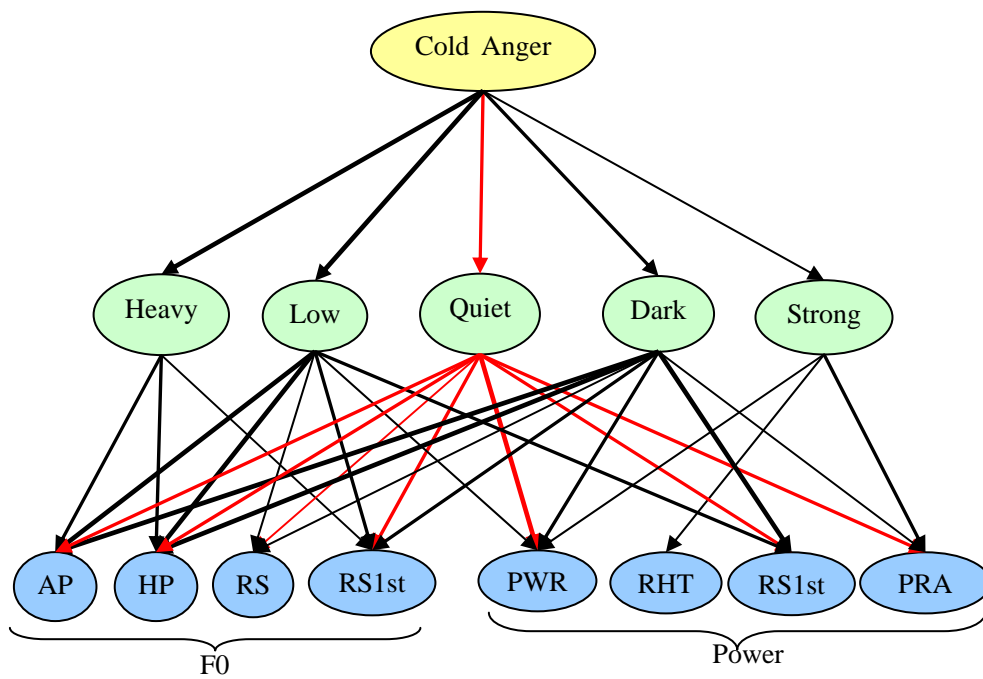 Cold Anger
Heavy
Low
Quiet
Dark
Strong
AP
HP
RS
RS1st
PWR
RHT
RS1st
PRA
F0
Power